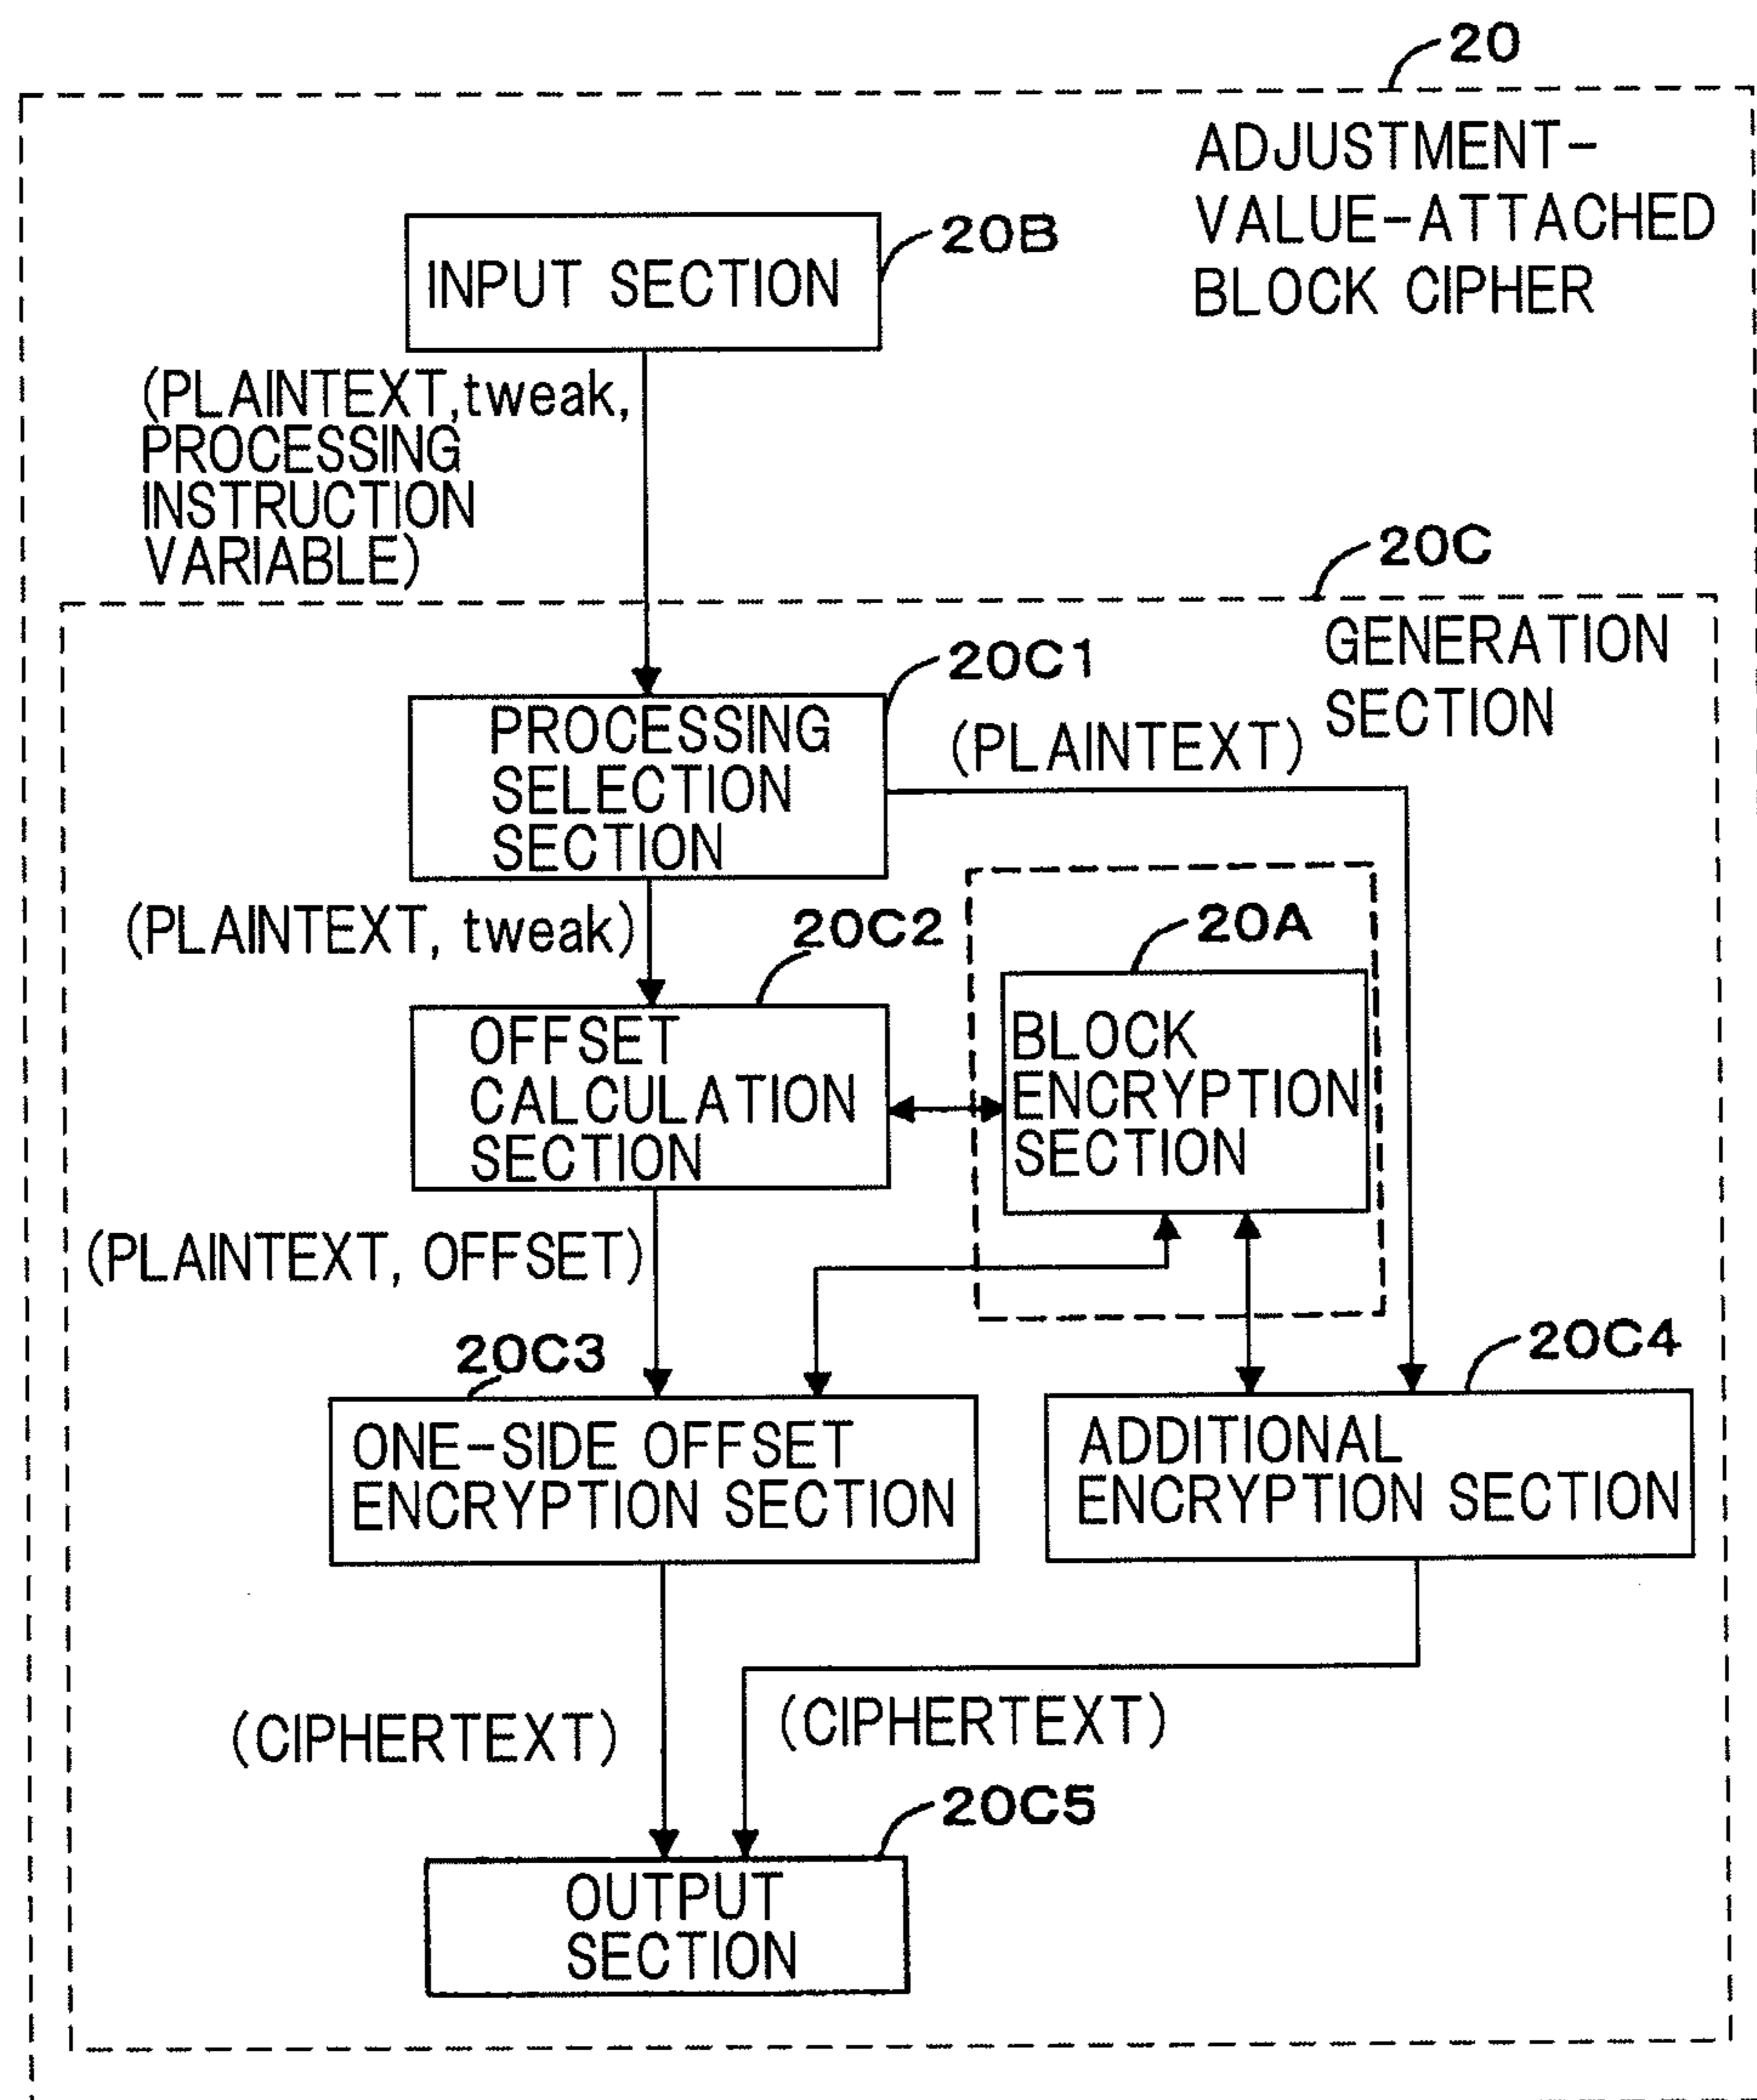 20
ADJUSTMENT-
VALUE-ATTACHED
BLOCK CIPHER
20B
INPUT SECTION
(PLAINTEXT,tweak,
PROCESSING
INSTRUCTION
VARIABLE)
20C
GENERATION
SECTION
20C1
PROCESSING
SELECTION
SECTION
(PLAINTEXT)
(PLAINTEXT, tweak)
20C2
20A
OFFSET
CALCULATION
SECTION
BLOCK
ENCRYPTION
SECTION
(PLAINTEXT, OFFSET)
20C3
20C4
ONE-SIDE OFFSET
ENCRYPTION SECTION
ADDITIONAL
ENCRYPTION SECTION
(CIPHERTEXT)
(CIPHERTEXT)
20C5
OUTPUT
SECTION